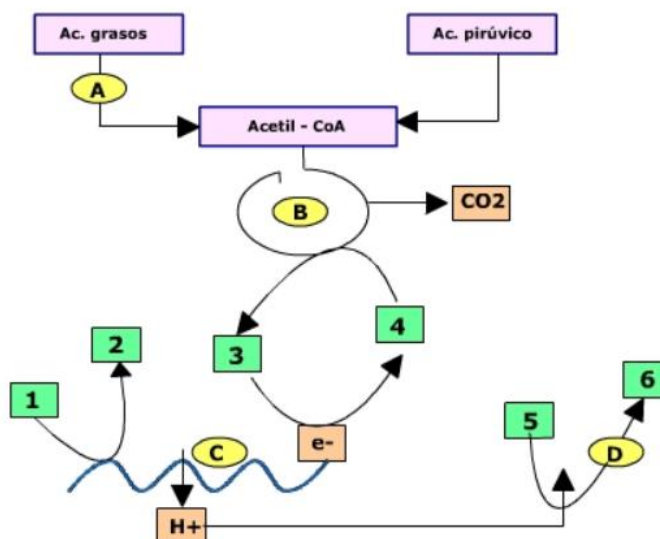 Ac. grasos
Ac. pirúvico
A
Acetil - CoA
B
CO2
2
3
4
1
5
6
e-
C
D
H+